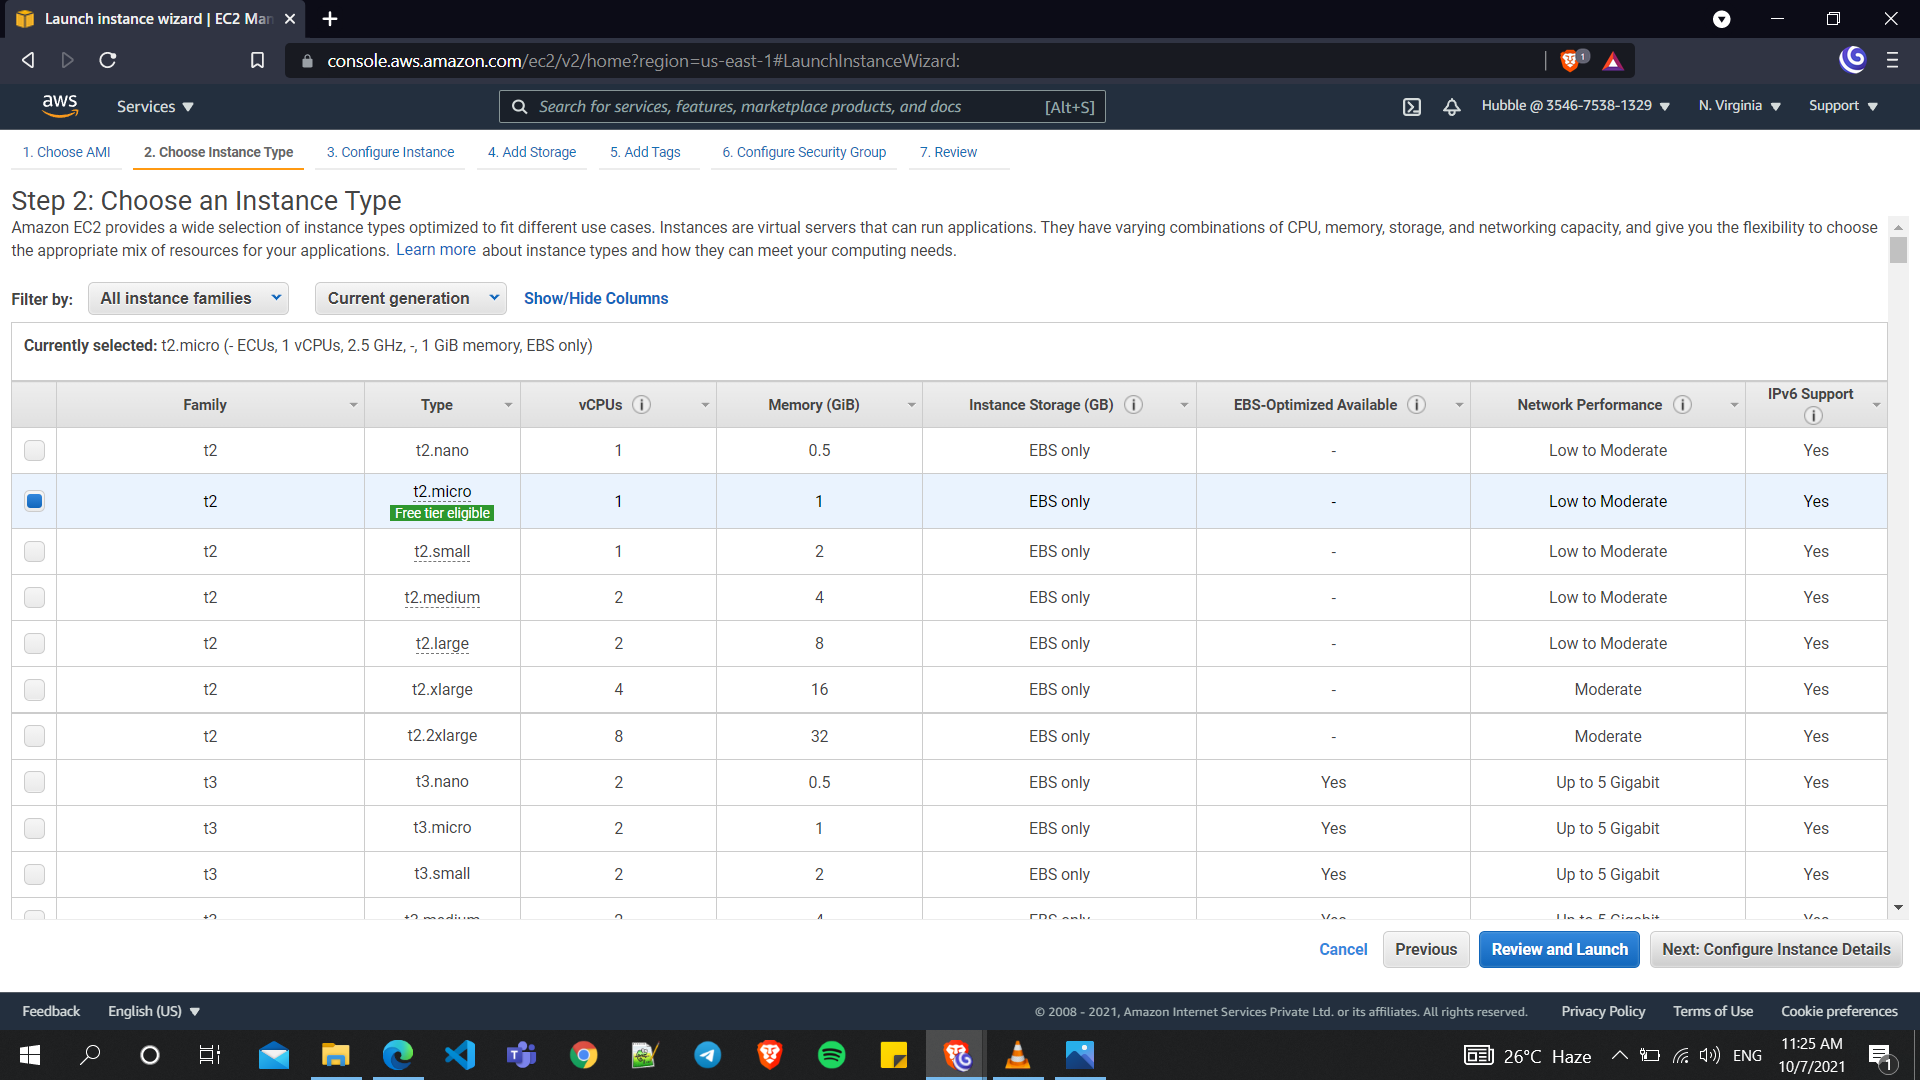 Launch instance wizard | EC2 Man
console.aws.amazon.com/ec2/v2/home?region=us-east-1#LaunchInstanceWizard:
1
aws Services Search for services, features, marketplace products, and docs [Alt+S] Hubble @ 3546-7538-1329 N. Virginia Support
1. Choose AMI 2. Choose Instance Type 3. Configure Instance 4. Add Storage 5. Add Tags 6. Configure Security Group 7. Review
Step 2: Choose an Instance Type
Amazon EC2 provides a wide selection of instance types optimized to fit different use cases. Instances are virtual servers that can run applications. They have varying combinations of CPU, memory, storage, and networking capacity, and give you the flexibility to choose
the appropriate mix of resources for your applications. Learn more about instance types and how they can meet your computing needs.
Filter by: All instance families Current generation Show/Hide Columns
Currently selected: t2.micro (- ECUs, 1 vCPUs, 2.5 GHz, -, 1 GiB memory, EBS only)
Family Type vCPUs Memory (GiB) Instance Storage (GB) EBS-Optimized Available Network Performance IPv6 Support
t2 t2.nano 1 0.5 EBS only - Low to Moderate Yes
t2 t2.micro 1 1 EBS only - Low to Moderate Yes
Free tier eligible
t2 t2.small 1 2 EBS only - Low to Moderate Yes
t2 t2.medium 2 4 EBS only - Low to Moderate Yes
t2 t2.large 2 8 EBS only - Low to Moderate Yes
t2 t2.xlarge 4 16 EBS only - Moderate Yes
t2 t2.2xlarge 8 32 EBS only - Moderate Yes
t3 t3.nano 2 0.5 EBS only Yes Up to 5 Gigabit Yes
t3 t3.micro 2 1 EBS only Yes Up to 5 Gigabit Yes
t3 t3.small 2 2 EBS only Yes Up to 5 Gigabit Yes
t3 t3.medium 2 4 EBS only Yes Up to 5 Gigabit Yes
Cancel Previous Review and Launch Next: Configure Instance Details
Feedback English (US) © 2008 - 2021, Amazon Internet Services Private Ltd. or its affiliates. All rights reserved. Privacy Policy Terms of Use Cookie preferences
26°C Haze ENG 11:25 AM
10/7/2021 1